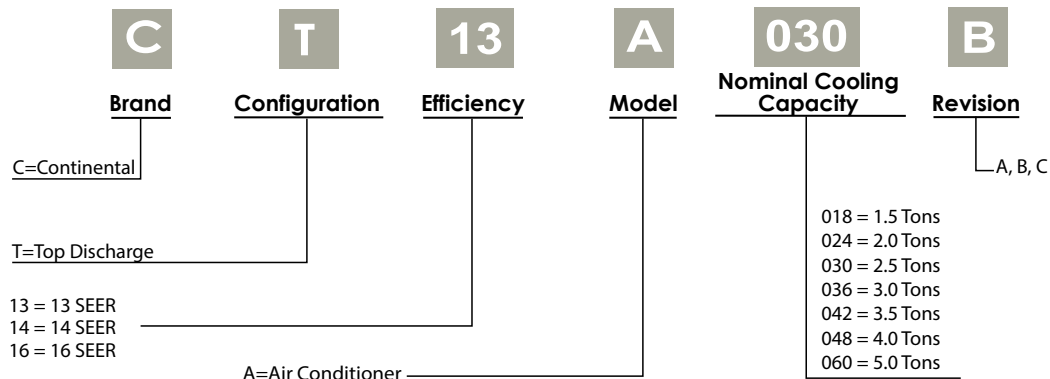 C T 13 A 030 B
Brand Configuration Efficiency Model Nominal Cooling Capacity Revision
C=Continental
A, B, C
T=Top Discharge
13 = 13 SEER
14 = 14 SEER
16 = 16 SEER
A=Air Conditioner
018 = 1.5 Tons
024 = 2.0 Tons
030 = 2.5 Tons
036 = 3.0 Tons
042 = 3.5 Tons
048 = 4.0 Tons
060 = 5.0 Tons